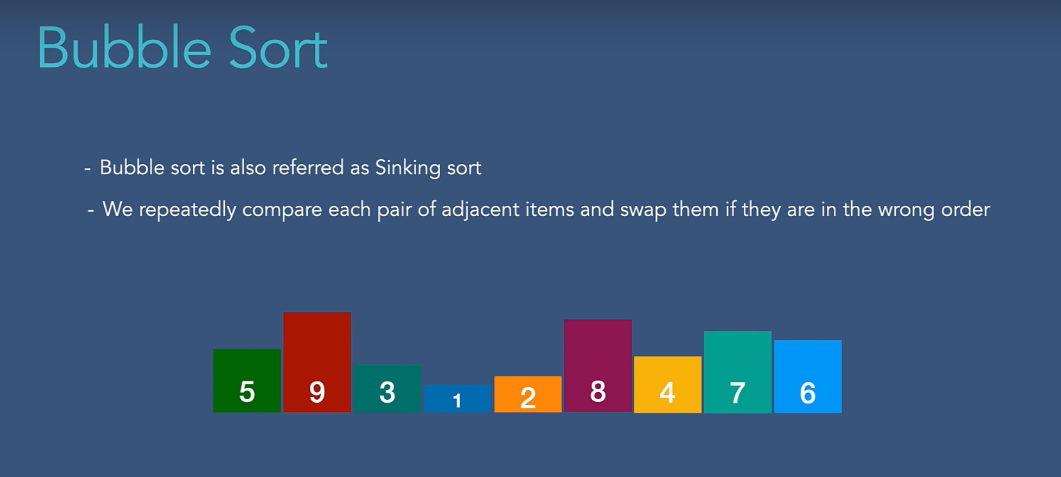 Bubble Sort
- Bubble sort is also referred as Sinking sort
- We repeatedly compare each pair of adjacent items and swap them if they are in the wrong order
5 9 3 1 2 8 4 7 6